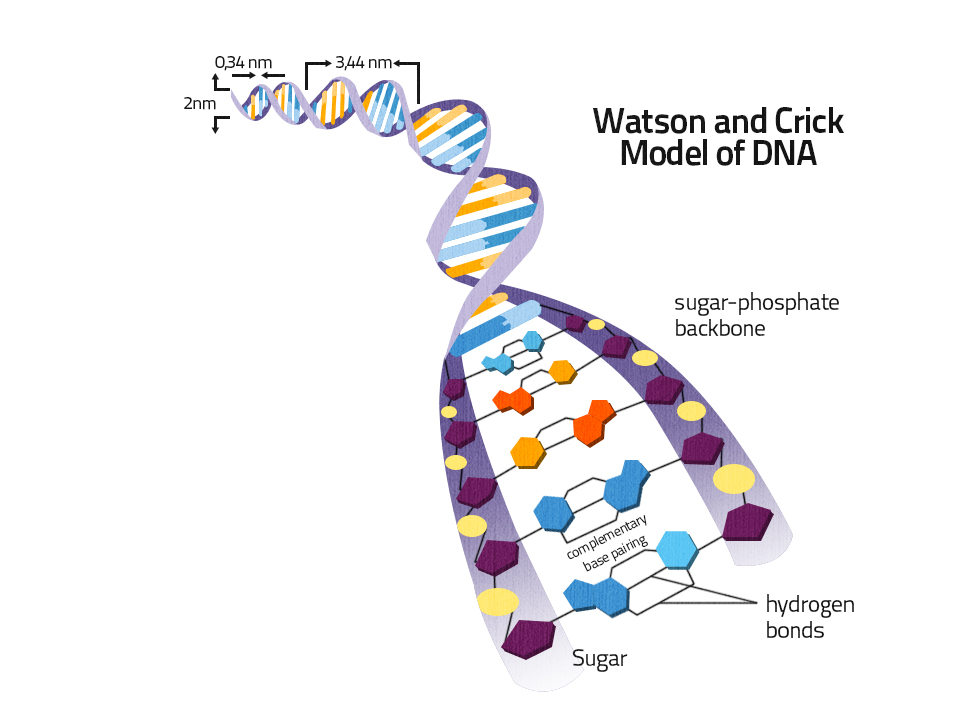 0,34 nm
3,44 nm
2nm
Watson and Crick
Model of DNA
sugar-phosphate
backbone
complementary
base pairing
hydrogen
bonds
Sugar